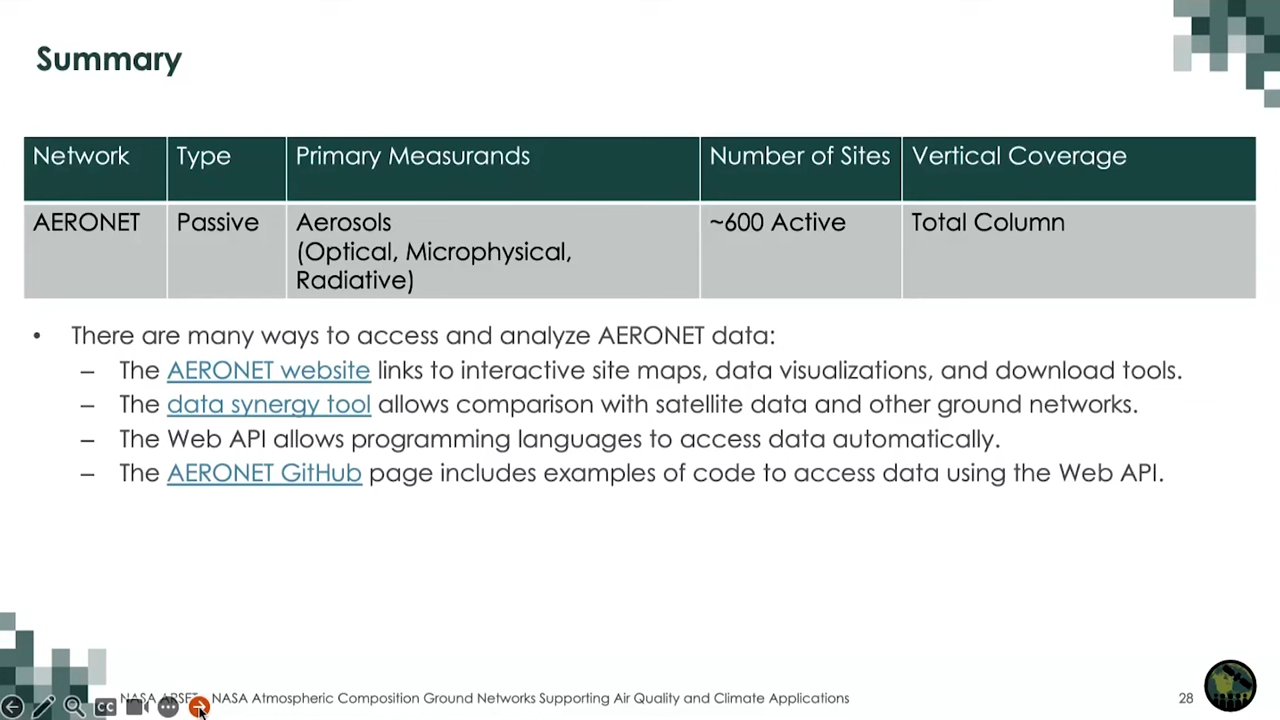 Summary
Network Type Primary Measurands Number of Sites Vertical Coverage
AERONET Passive Aerosols ~600 Active Total Column
(Optical, Microphysical,
Radiative)
• There are many ways to access and analyze AERONET data:
– The AERONET website links to interactive site maps, data visualizations, and download tools.
– The data synergy tool allows comparison with satellite data and other ground networks.
– The Web API allows programming languages to access data automatically.
– The AERONET GitHub page includes examples of code to access data using the Web API.
CC
NASA ARSET – NASA Atmospheric Composition Ground Networks Supporting Air Quality and Climate Applications 28